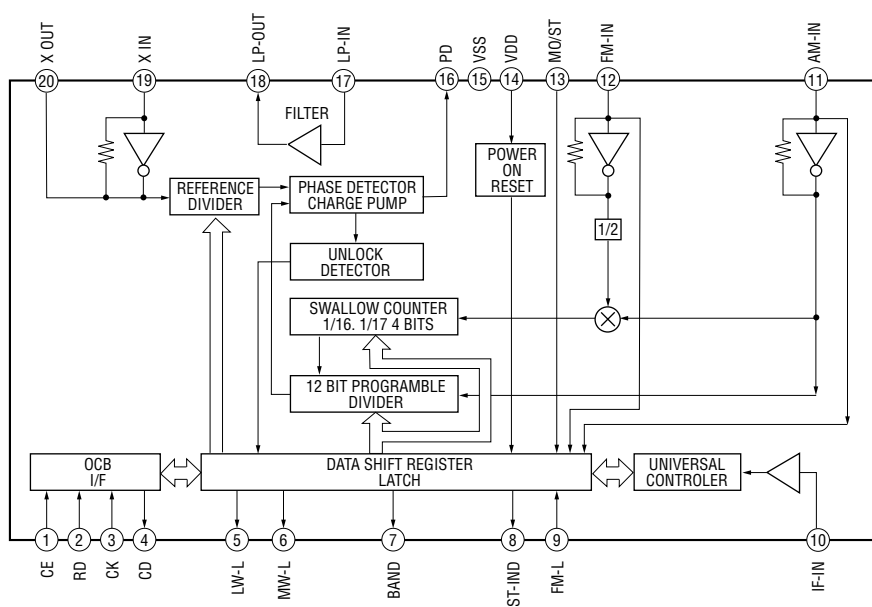 X OUT
X IN
LP-OUT
LP-IN
PD
VSS
VDD
MO/ST
FM-IN
AM-IN
20
19
18
17
16
15
14
13
12
11
FILTER
POWER
ON
RESET
REFERENCE
DIVIDER
PHASE DETECTOR
CHARGE PUMP
1/2
UNLOCK
DETECTOR
SWALLOW COUNTER
1/16. 1/17 4 BITS
12 BIT PROGRAMBLE
DIVIDER
OCB
I/F
DATA SHIFT REGISTER
LATCH
UNIVERSAL
CONTROLER
1
2
3
4
5
6
7
8
9
10
CE
RD
CK
CD
LW-L
MW-L
BAND
ST-IND
FM-L
IF-IN